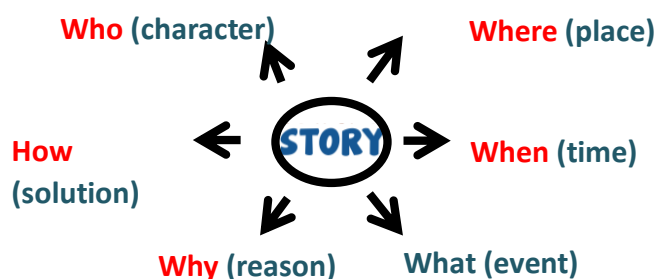 Who (character)
Where (place)
STORY
How
(solution)
When (time)
Why (reason)
What (event)